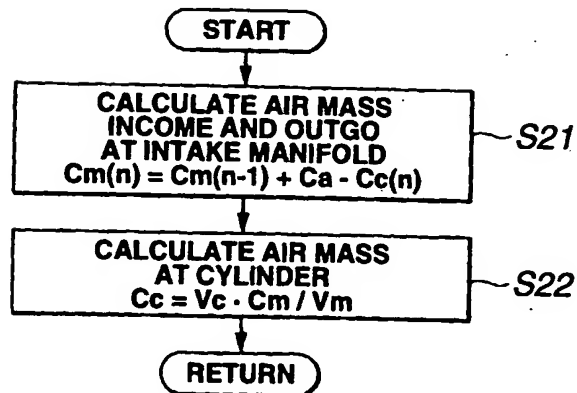 START
CALCULATE AIR MASS
INCOME AND OUTGO
AT INTAKE MANIFOLD
Cm(n) = Cm(n-1) + Ca - Cc(n)
S21
CALCULATE AIR MASS
AT CYLINDER
Cc = Vc · Cm / Vm
S22
RETURN